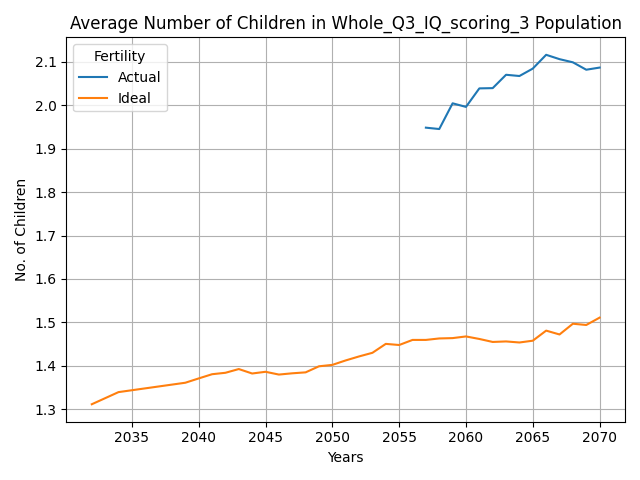 Average Number of Children in Whole_Q3_IQ_scoring_3 Population
Fertility
Actual
Ideal
No. of Children
2.1
2.0
1.9
1.8
1.7
1.6
1.5
1.4
1.3
2035 2040 2045 2050 2055 2060 2065 2070
Years